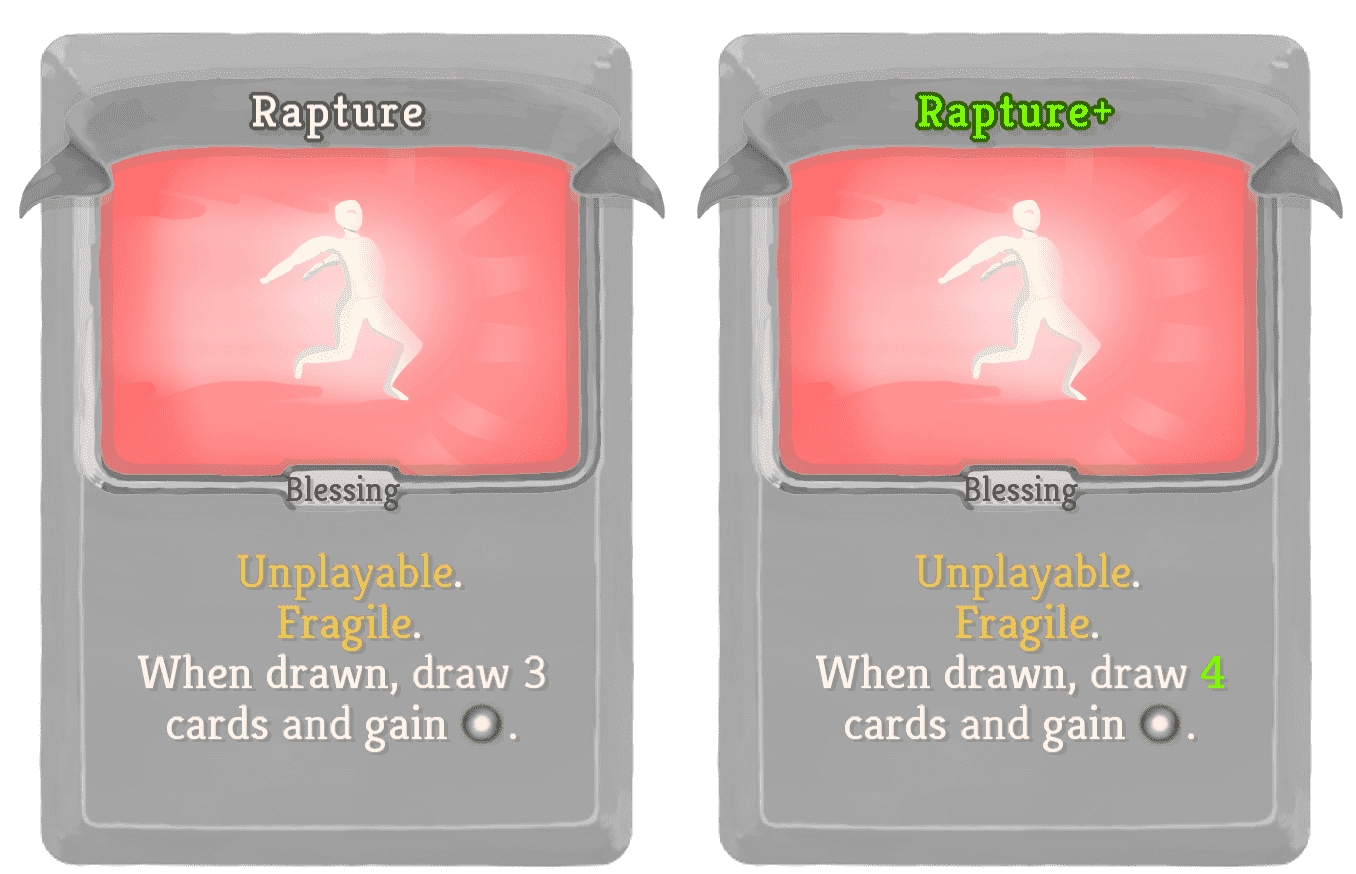 Rapture
Blessing
Unplayable.
Fragile.
When drawn, draw 3
cards and gain .
Rapture+
Blessing
Unplayable.
Fragile.
When drawn, draw 4
cards and gain .